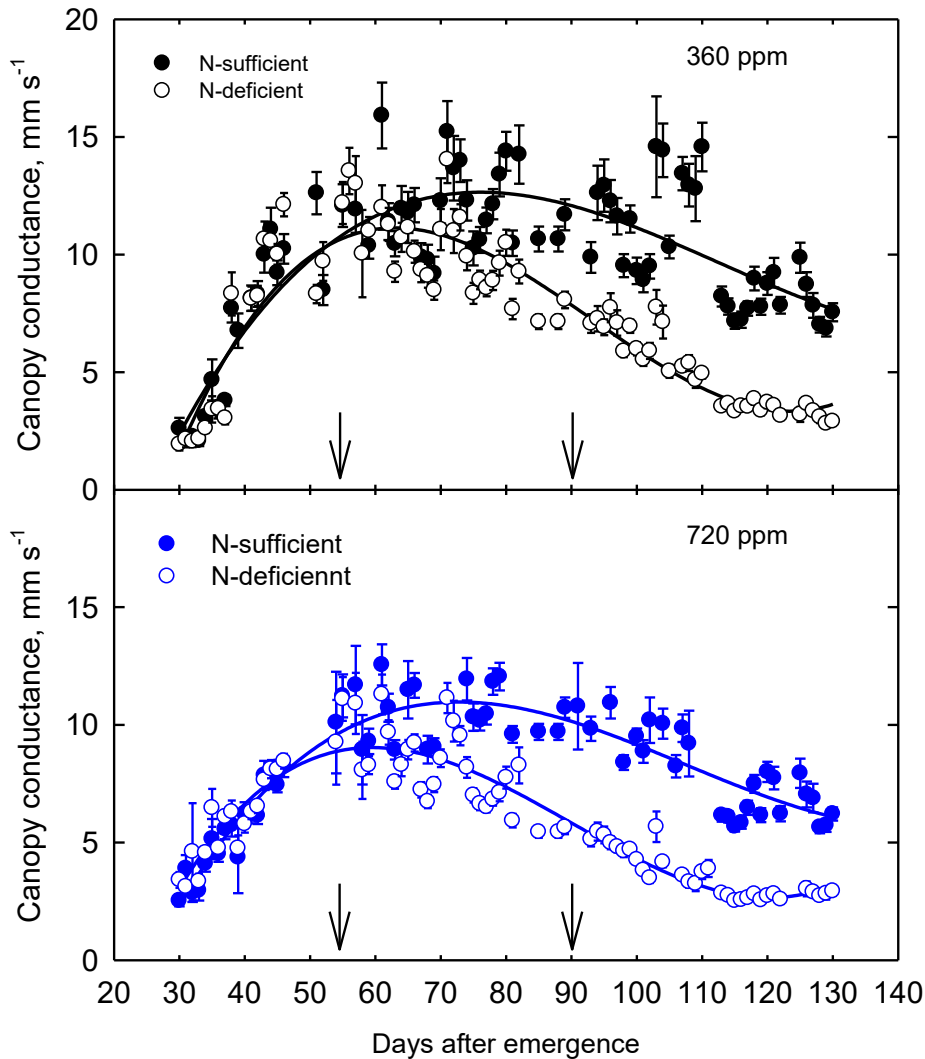 20
N-sufficient
N-deficient
360 ppm
15
10
5
0
Canopy conductance, mm s⁻¹
N-sufficient
N-deficiennt
720 ppm
15
10
5
0
Canopy conductance, mm s⁻¹
20 30 40 50 60 70 80 90 100 110 120 130 140
Days after emergence